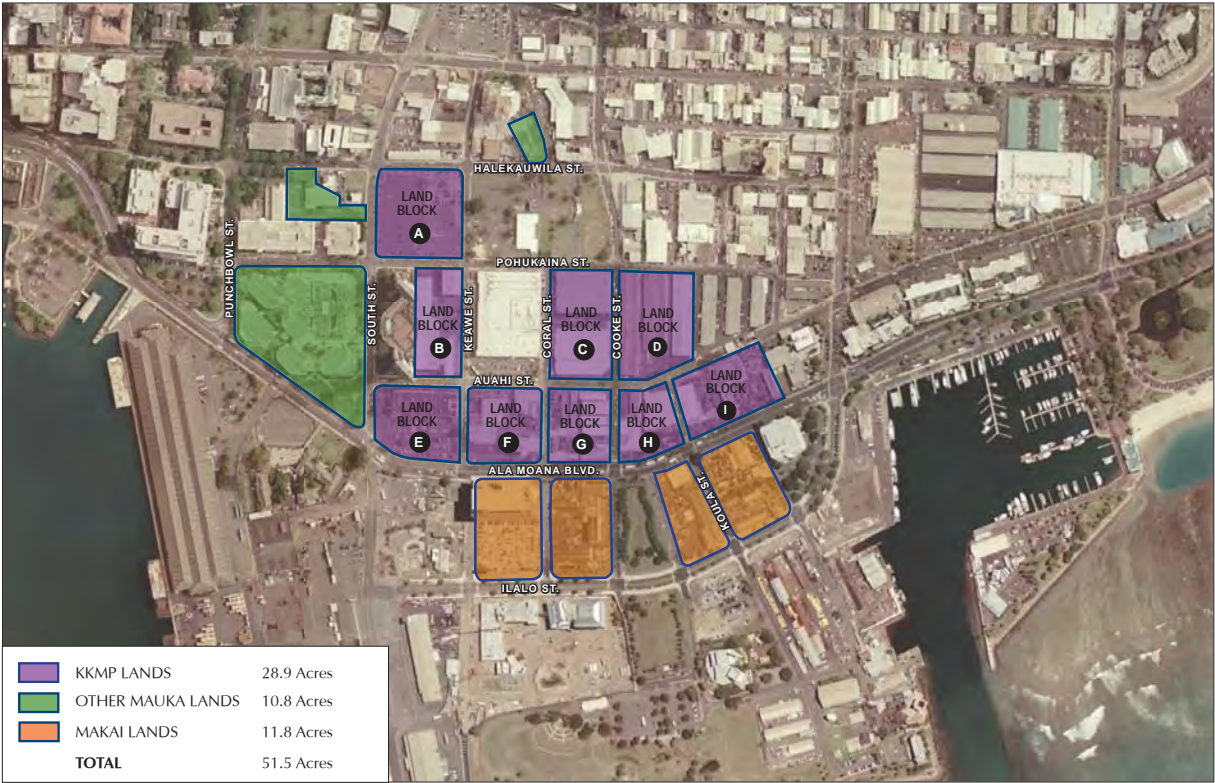 HALEKAUWILA ST.
LAND
BLOCK
A
PUNCHBOWL ST.
POHUKAINA ST.
SOUTH ST.
LAND
BLOCK
B
KEAWE ST.
CORAL ST.
LAND
BLOCK
C
COOKE ST.
LAND
BLOCK
D
AUAHI ST.
LAND
BLOCK
E
LAND
BLOCK
F
LAND
BLOCK
G
LAND
BLOCK
H
LAND
BLOCK
I
ALA MOANA BLVD.
KOULA ST.
ILALO ST.
KKMP LANDS 28.9 Acres
OTHER MAUKA LANDS 10.8 Acres
MAKAI LANDS 11.8 Acres
TOTAL 51.5 Acres